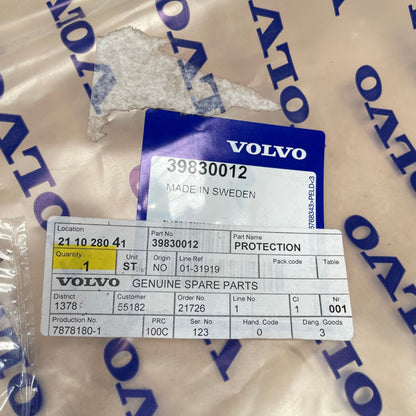 VOLVO
39830012
MADE IN SWEDEN
Location Part No Part Name
21 10 280 41 39830012 PROTECTION
Quantity Unit Origin Line Ref Pack.code Table
1 ST NO 01-31919
VOLVO GENUINE SPARE PARTS
District Customer Order No. Line No. Cl Nr
1378 55182 21726 1 1 001
Production No. PRC Ser. No. Hand. Code Dang. Goods
7878180-1 100C 123 0 3
VOLVO
VOLVO
VOLVO
VOLVO
VOLVO
VOLVO